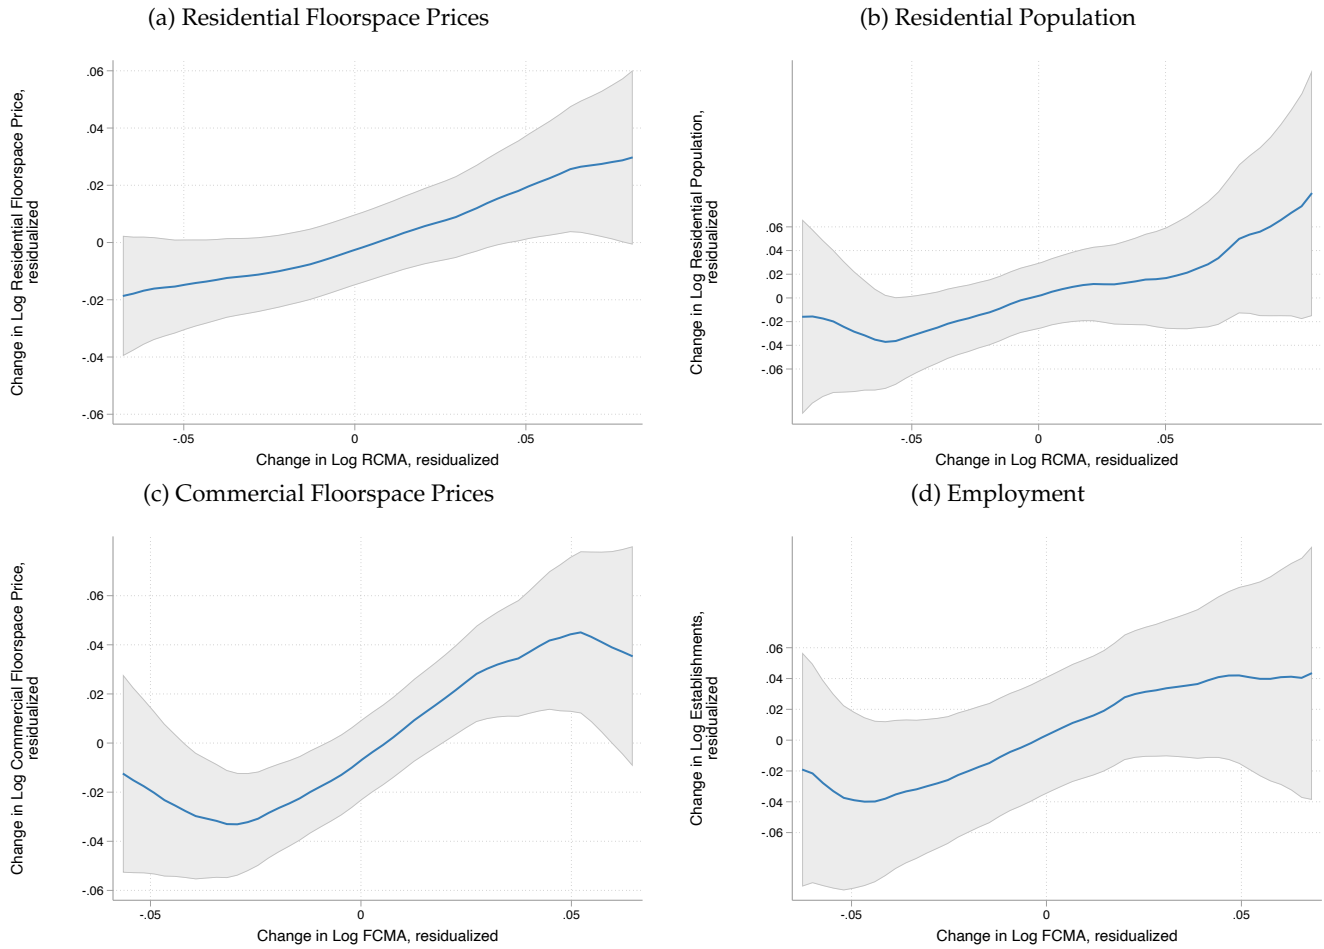 (a) Residential Floorspace Prices
Change in Log Residential Floorspace Price,
residualized
.06
.04
.02
0
-.02
-.04
-.06
-.05
0
.05
Change in Log RCMA, residualized
(b) Residential Population
Change in Log Residential Population,
residualized
.06
.04
.02
0
-.02
-.04
-.06
-.05
0
.05
Change in Log RCMA, residualized
(c) Commercial Floorspace Prices
Change in Log Commercial Floorspace Price,
residualized
.06
.04
.02
0
-.02
-.04
-.06
-.05
0
.05
Change in Log FCMA, residualized
(d) Employment
Change in Log Establishments,
residualized
.06
.04
.02
0
-.02
-.04
-.06
-.05
0
.05
Change in Log FCMA, residualized